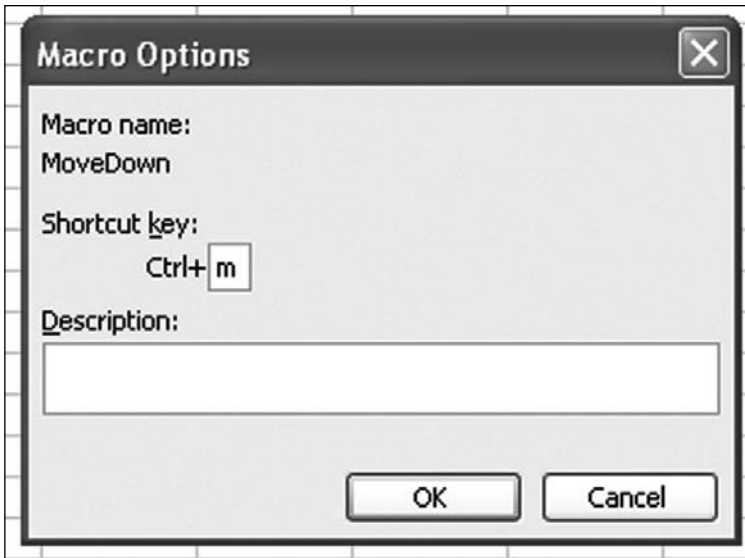 Macro Options
Macro name:
MoveDown
Shortcut key:
Ctrl+ m
Description:
OK Cancel